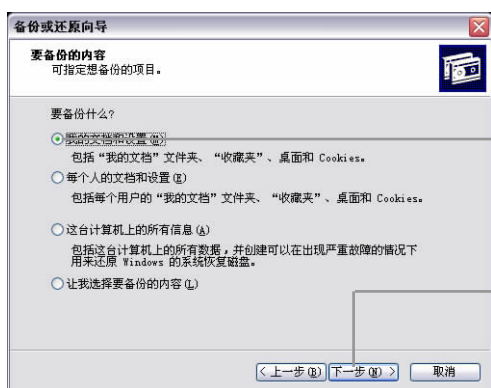 备份或还原向导
要备份的内容
可指定想备份的项目。
要备份什么?
我的文档和设置(M)
包括“我的文档”文件夹、“收藏夹”、桌面和 Cookies。
每个人的文档和设置(E)
包括每个用户的“我的文档”文件夹、“收藏夹”、桌面和 Cookies。
这台计算机上的所有信息(A)
包括这台计算机上的所有数据,并创建可以在出现严重故障的情况下
用来还原 Windows 的系统恢复磁盘。
让我选择要备份的内容(L)
<上一步(B) 下一步(N)> 取消